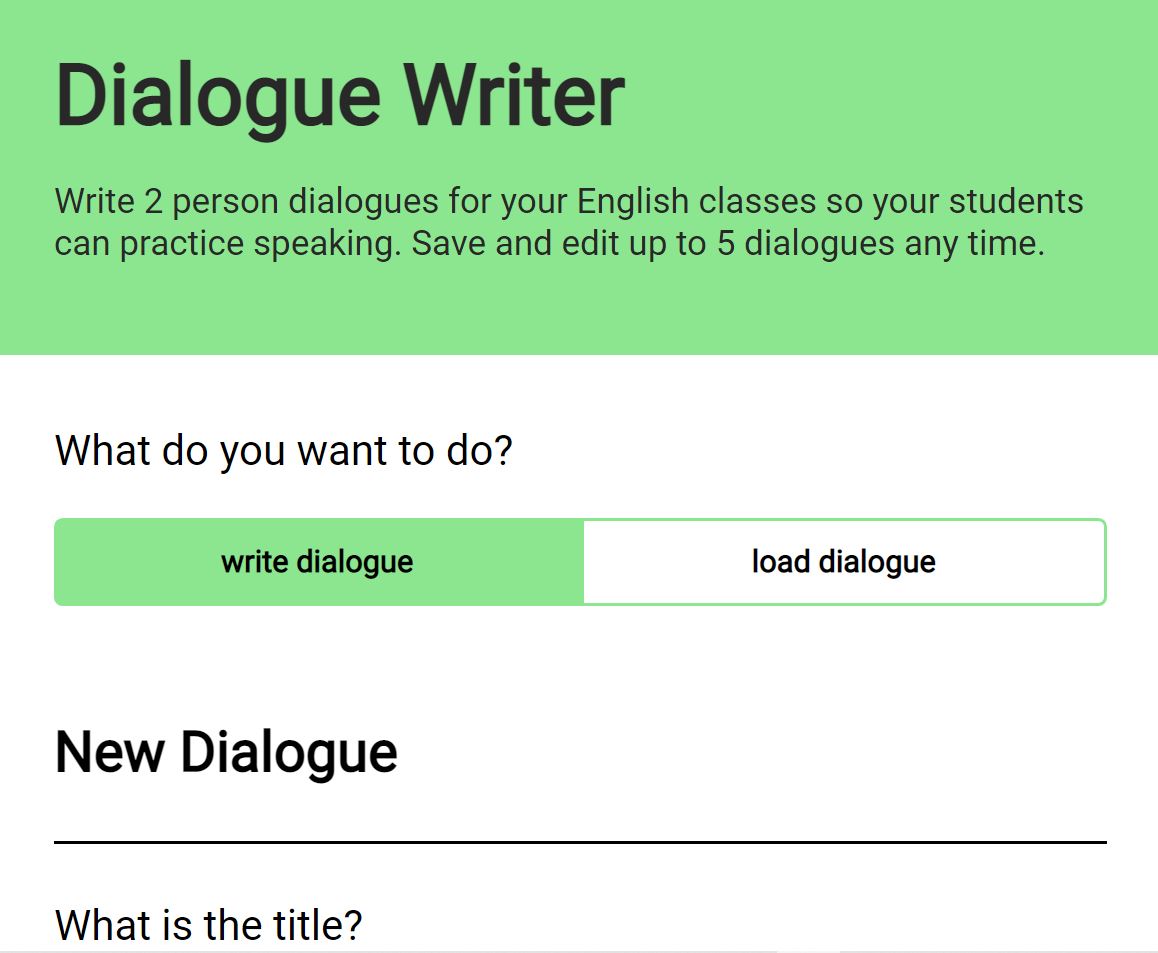 Dialogue Writer
Write 2 person dialogues for your English classes so your students
can practice speaking. Save and edit up to 5 dialogues any time.
What do you want to do?
write dialogue
load dialogue
New Dialogue
What is the title?